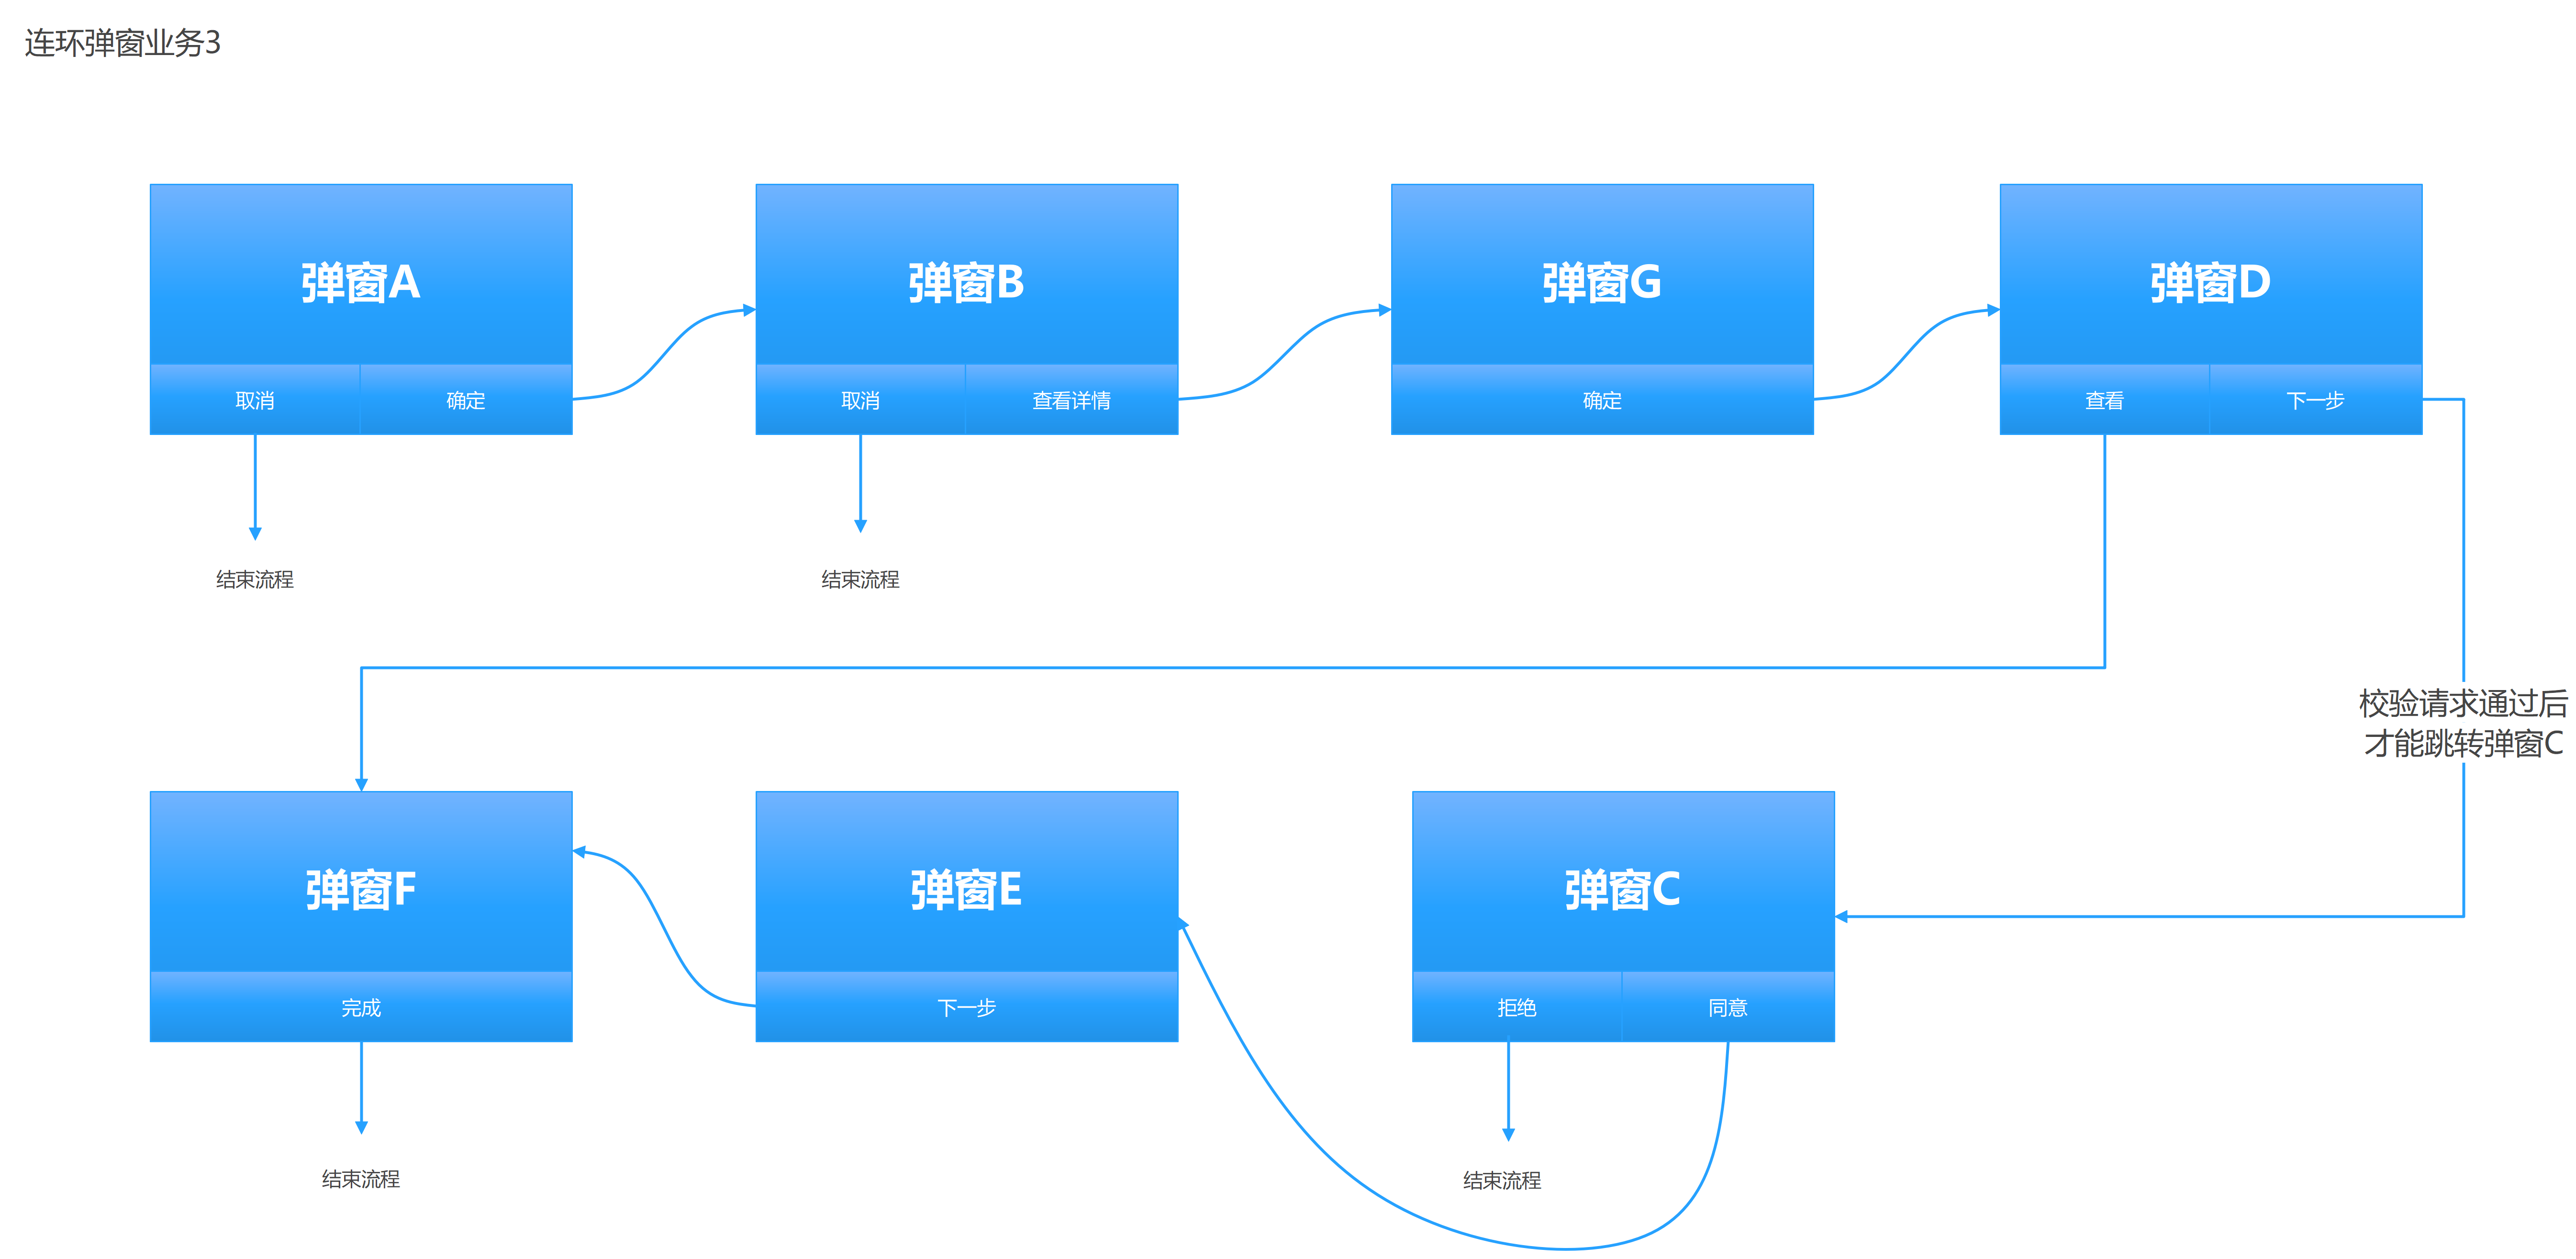 连环弹窗业务3
弹窗A
取消
确定
弹窗B
取消
查看详情
弹窗G
确定
弹窗D
查看
下一步
结束流程
结束流程
校验请求通过后
才能跳转弹窗C
弹窗F
完成
弹窗E
下一步
弹窗C
拒绝
同意
结束流程
结束流程